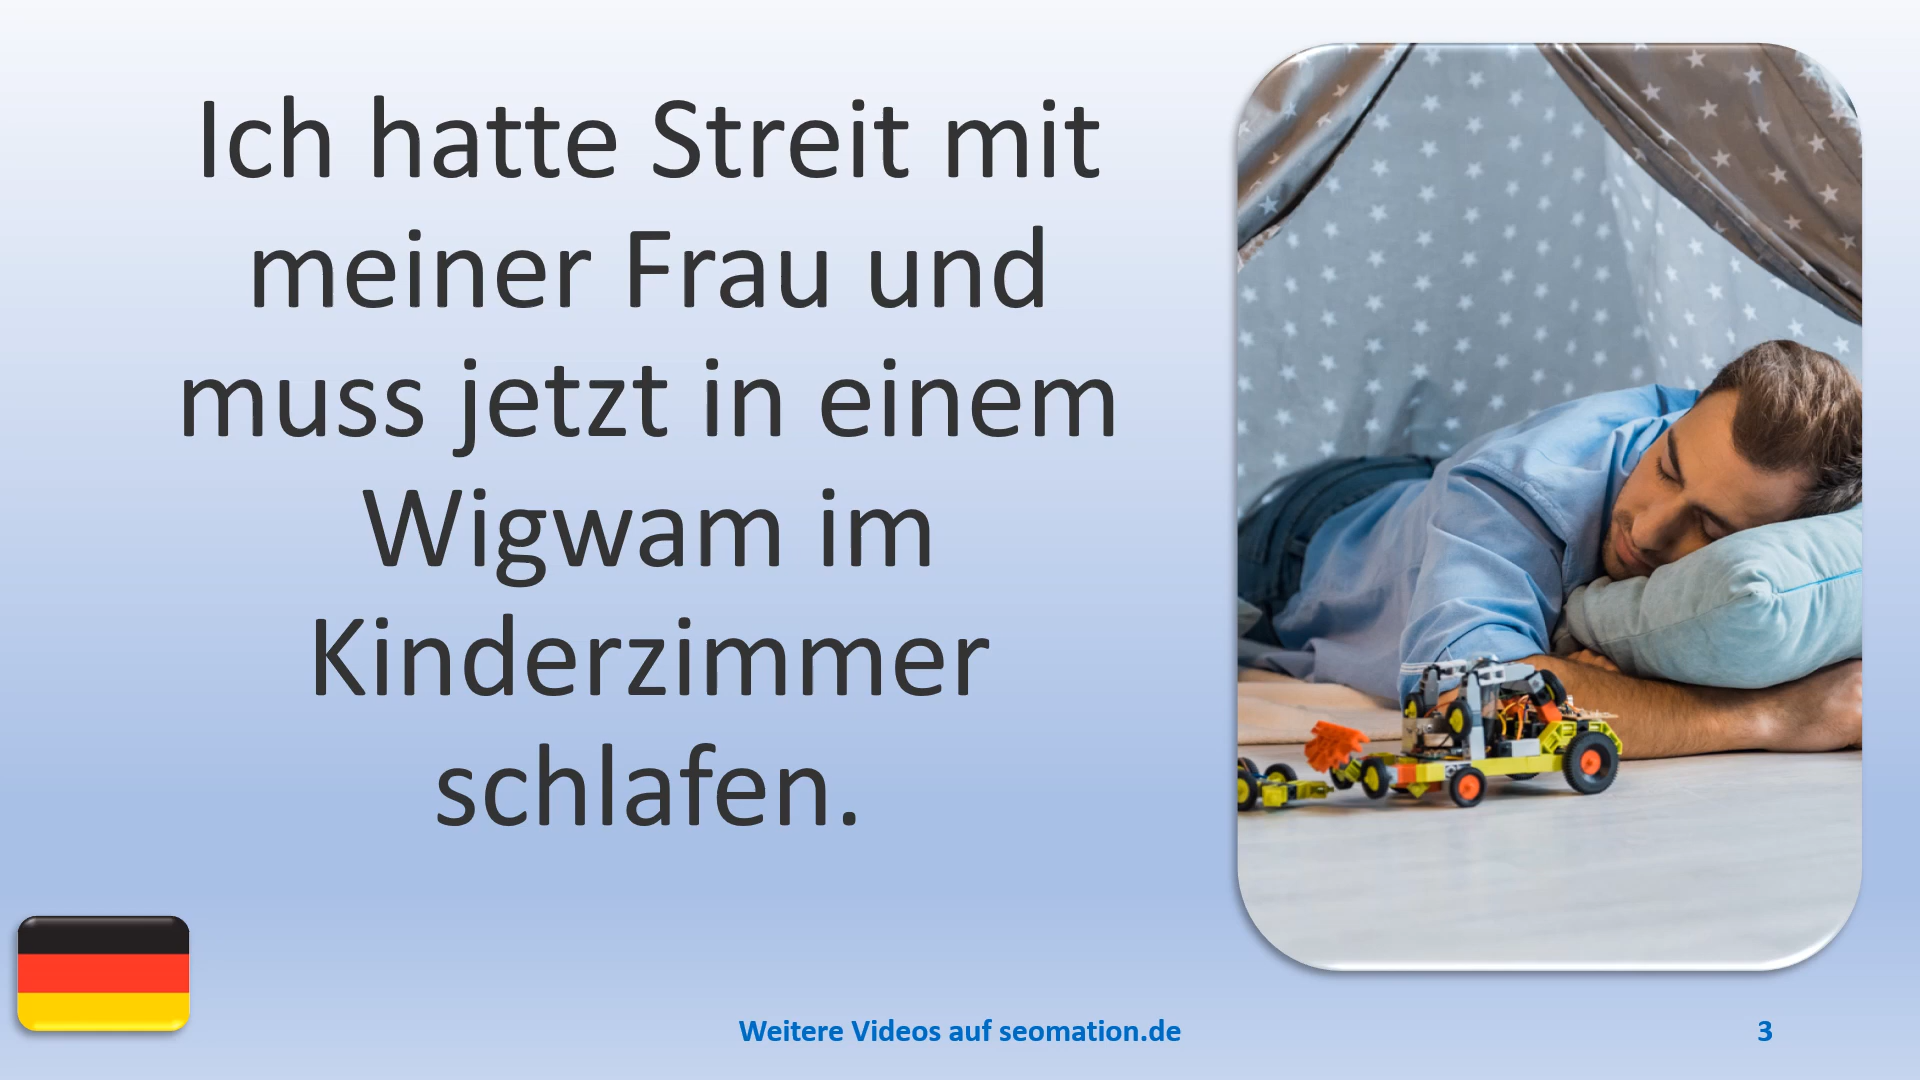 Ich hatte Streit mit
meiner Frau und
muss jetzt in einem
Wigwam im
Kinderzimmer
schlafen.
Weitere Videos auf seomation.de
3